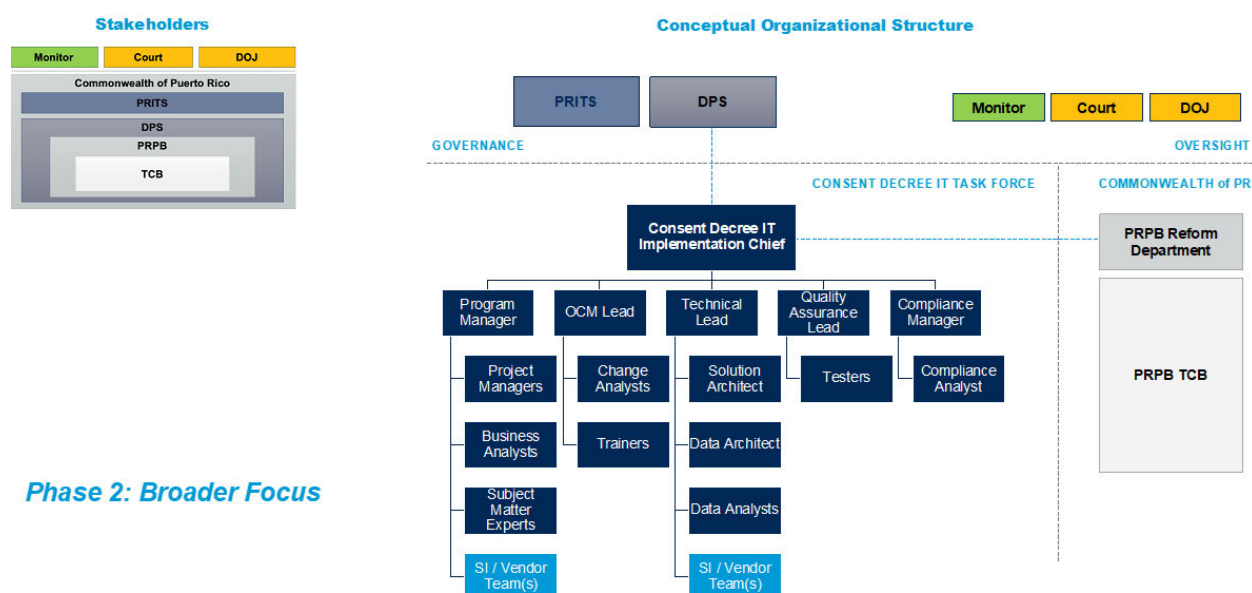 Stakeholders
Monitor
Court
DOJ
Commonwealth of Puerto Rico
PRITS
DPS
PRPB
TCB
Phase 2: Broader Focus
Conceptual Organizational Structure
PRITS
DPS
Monitor
Court
DOJ
GOVERNANCE
OVERSIGHT
CONSENT DECREE IT TASK FORCE
COMMONWEALTH of PR
Consent Decree IT
Implementation Chief
PRPB Reform
Department
PRPB TCB
Program
Manager
OCM Lead
Technical
Lead
Quality
Assurance
Lead
Compliance
Manager
Project
Managers
Change
Analysts
Solution
Architect
Testers
Compliance
Analyst
Business
Analysts
Trainers
Data Architect
Subject
Matter
Experts
Data Analysts
SI / Vendor
Team(s)
SI / Vendor
Team(s)